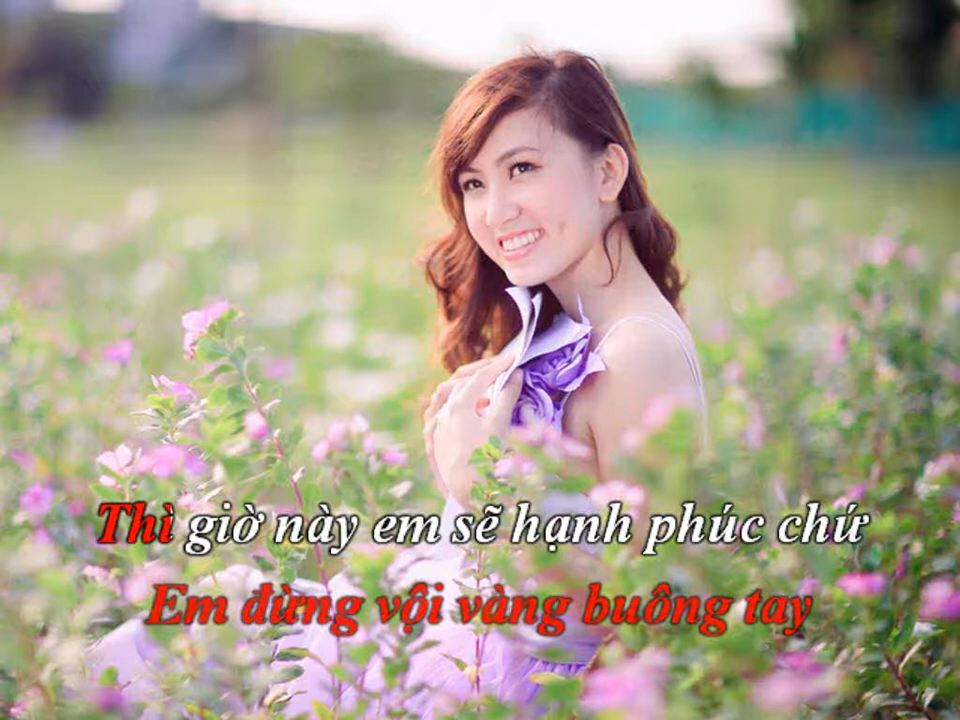 Thì giờ này em sẽ hạnh phúc chứ
Em đừng vội vàng buông tay